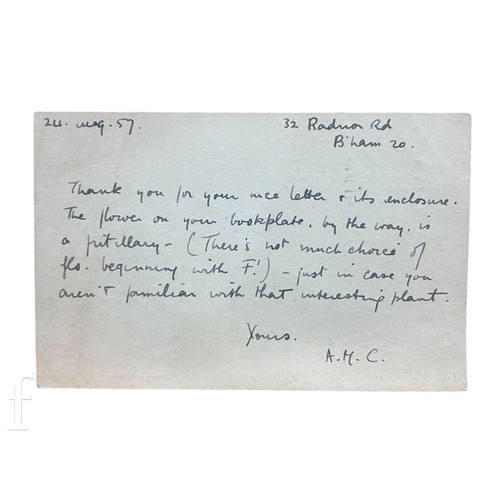 24. Aug. 57. 32 Radnor Rd
B'ham 20.
Thank you for your nice letter & its enclosure.
The flower on your bookplate, by the way, is
a fritillary - (There's not much choice of
fls. beginning with F!) - just in case you
aren't familiar with that interesting plant.
Yours.
A.M.C.
f